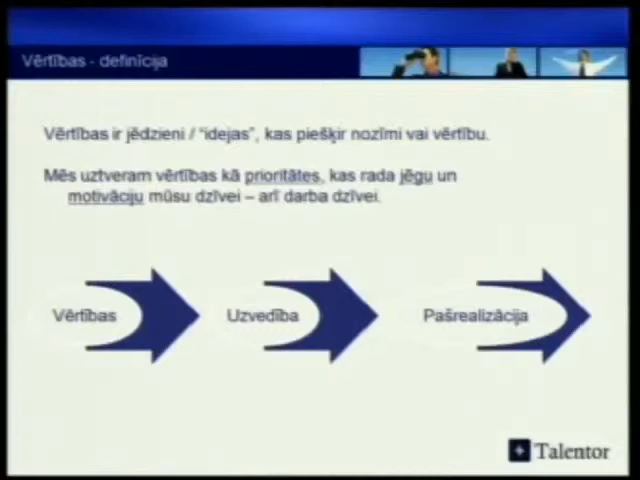 Vērtības - definīcija
Vērtības ir jēdzieni / “idejas”, kas piešķir nozīmi vai vērtību.
Mēs uztveram vērtības kā prioritātes, kas rada jēgu un
motivāciju mūsu dzīvei – arī darba dzīvei.
Vērtības
Uzvedība
Pašrealizācija
Talentor